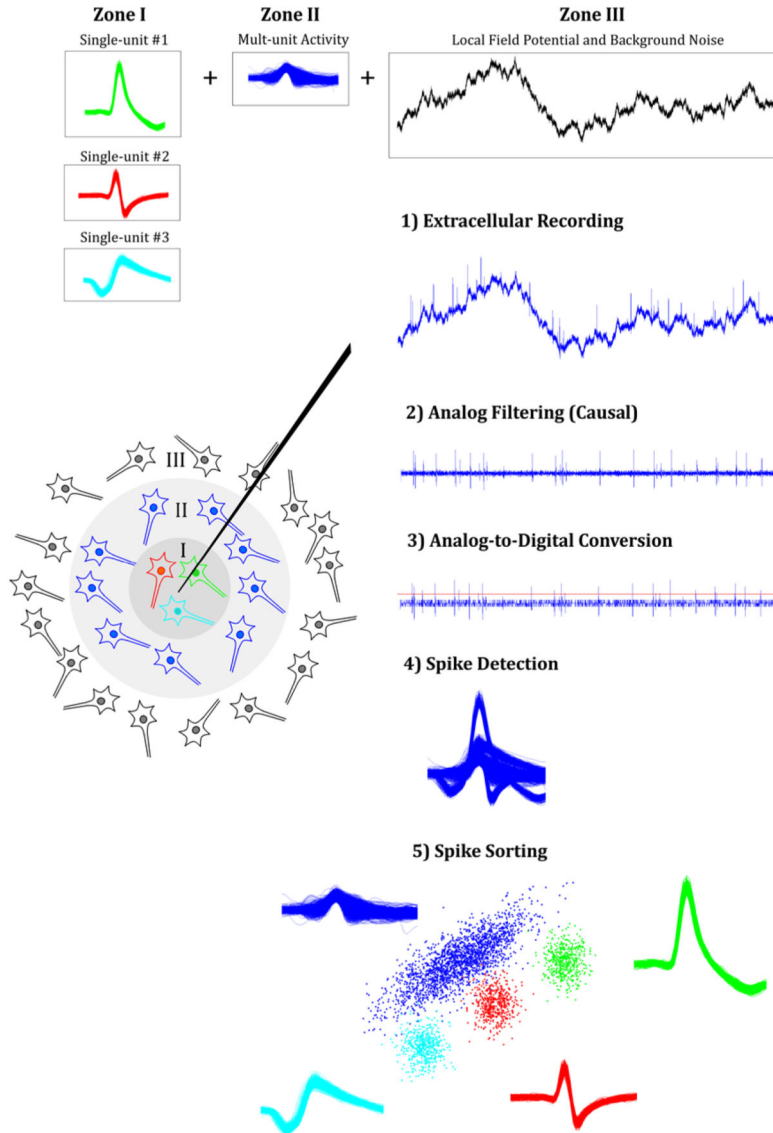 Zone I
Zone II
Zone III
Single-unit #1
Mult-unit Activity
Local Field Potential and Background Noise
+
+
Single-unit #2
Single-unit #3
1) Extracellular Recording
2) Analog Filtering (Causal)
III
II
I
3) Analog-to-Digital Conversion
4) Spike Detection
5) Spike Sorting